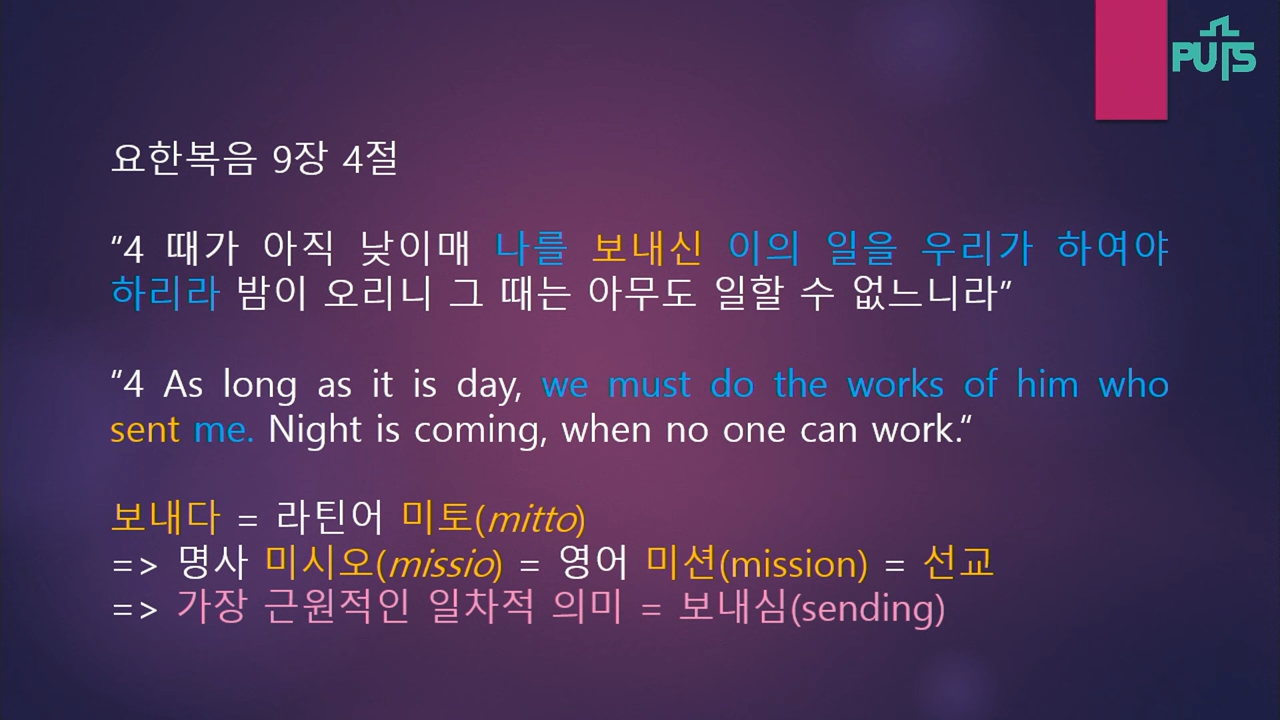 PUTS
요한복음 9장 4절
“4 때가 아직 낮이매 나를 보내신 이의 일을 우리가 하여야
하리라 밤이 오리니 그 때는 아무도 일할 수 없느니라”
“4 As long as it is day, we must do the works of him who
sent me. Night is coming, when no one can work.“
보내다 = 라틴어 미토(mitto)
=> 명사 미시오(missio) = 영어 미션(mission) = 선교
=> 가장 근원적인 일차적 의미 = 보내심(sending)